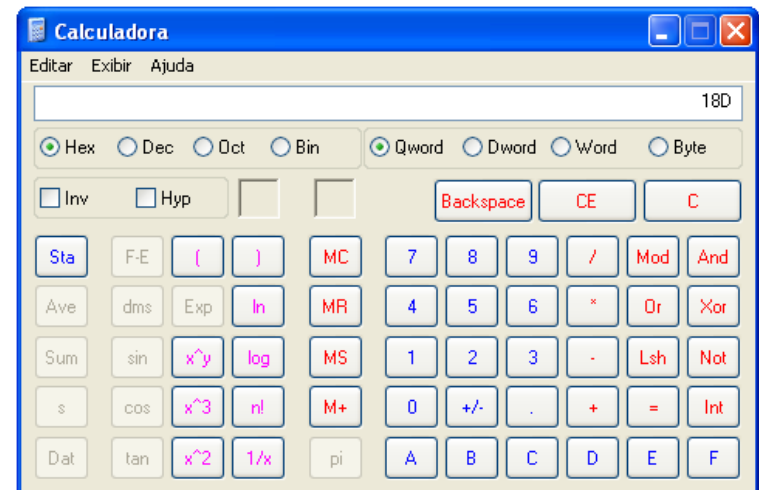 Calculadora
Editar Exibir Ajuda
18D
Hex Dec Oct Bin Qword Dword Word Byte
Inv Hyp Backspace CE C
Sta F-E ( ) MC 7 8 9 / Mod And
Ave dms Exp ln MR 4 5 6 * Or Xor
Sum sin x^y log MS 1 2 3 - Lsh Not
s cos x^3 n! M+ 0 +/- . + = Int
Dat tan x^2 1/x pi A B C D E F